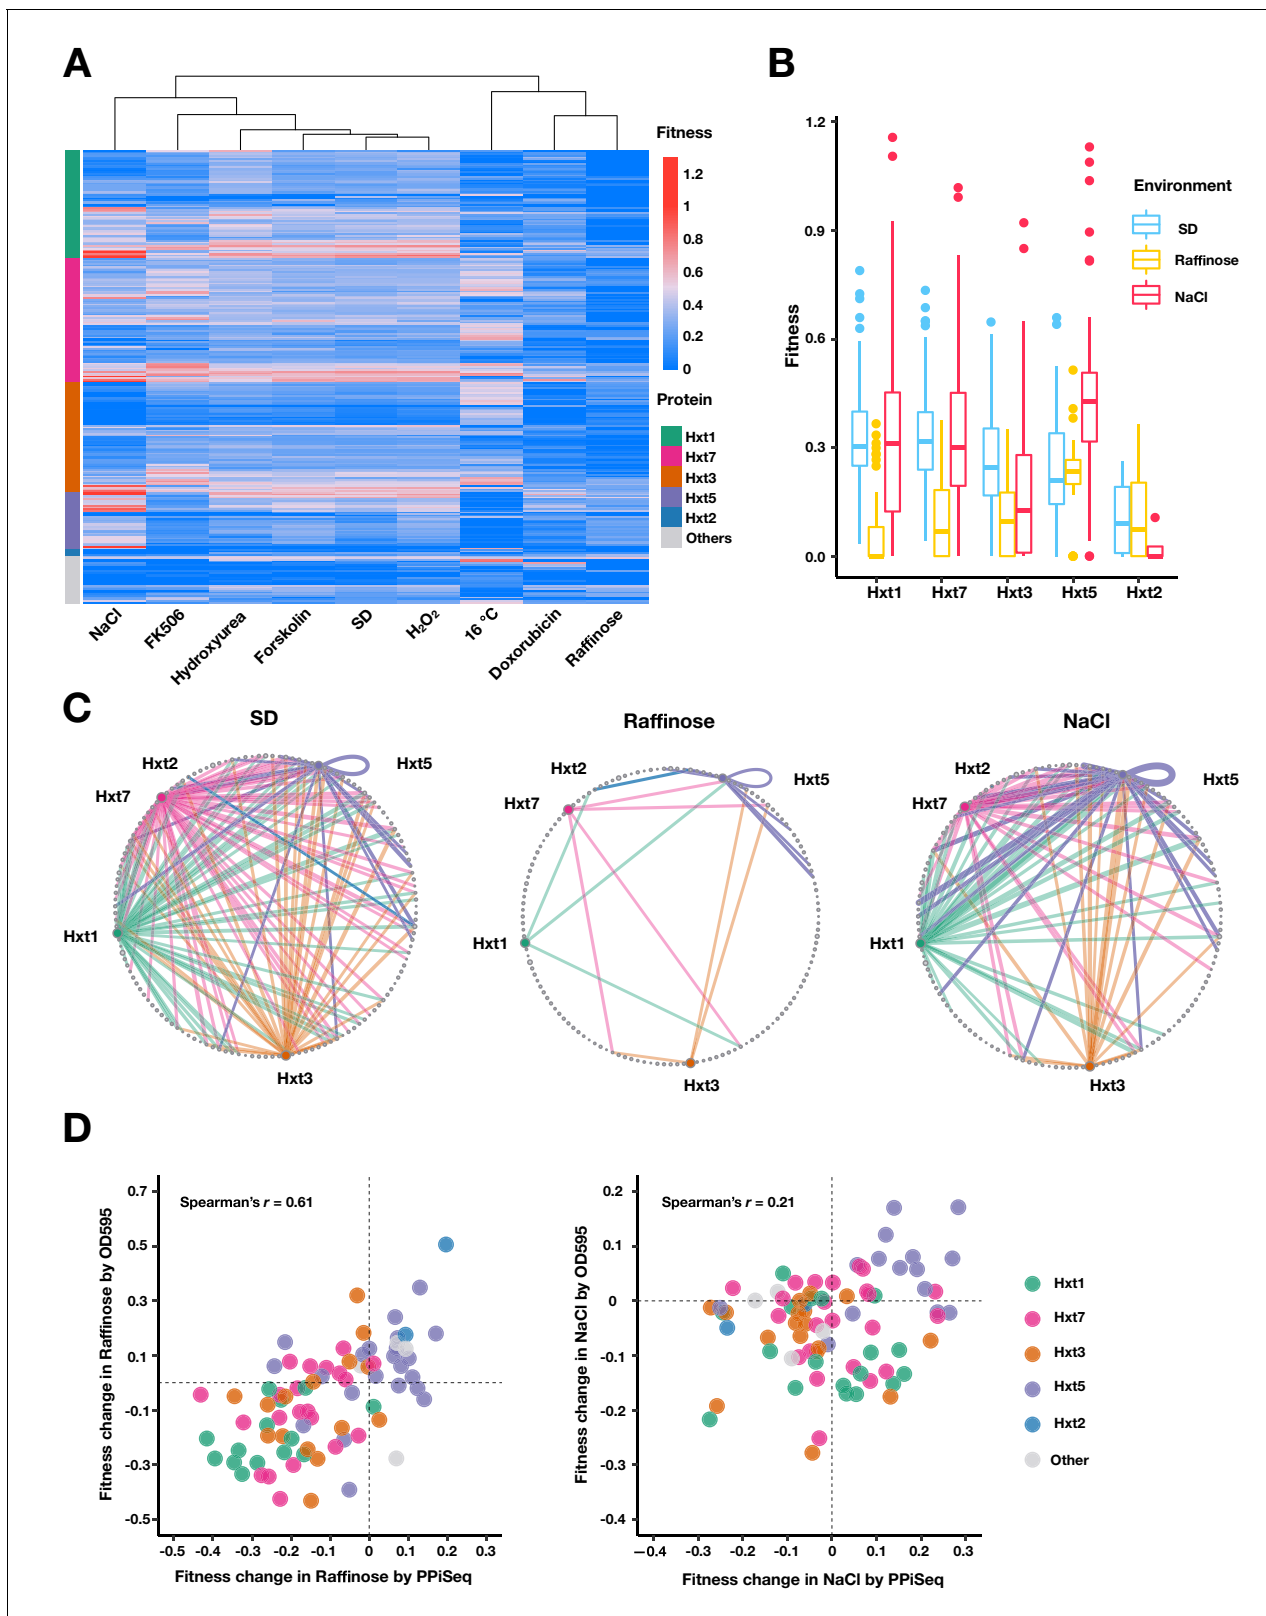 A
Fitness
1.2
1
0.8
0.6
0.4
0.2
0
Protein
Hxt1
Hxt7
Hxt3
Hxt5
Hxt2
Others
NaCl
FK506
Hydroxyurea
Forskolin
SD
H₂O₂
16 °C
Doxorubicin
Raffinose
B
Fitness
1.2
0.9
0.6
0.3
0.0
Hxt1 Hxt7 Hxt3 Hxt5 Hxt2
Environment
SD
Raffinose
NaCl
C
SD
Hxt2
Hxt5
Hxt7
Hxt1
Hxt3
Raffinose
Hxt2
Hxt5
Hxt7
Hxt1
Hxt3
NaCl
Hxt2
Hxt5
Hxt7
Hxt1
Hxt3
D
Fitness change in Raffinose by OD595
0.7
0.5
0.3
0.1
-0.1
-0.3
-0.5
Spearman's r = 0.61
-0.5 -0.4 -0.3 -0.2 -0.1 0 0.1 0.2 0.3
Fitness change in Raffinose by PPiSeq
Fitness change in NaCl by OD595
0.2
0.1
0
-0.1
-0.2
-0.3
-0.4
Spearman's r = 0.21
−0.4 -0.3 -0.2 -0.1 0 0.1 0.2 0.3
Fitness change in NaCl by PPiSeq
Hxt1
Hxt7
Hxt3
Hxt5
Hxt2
Other